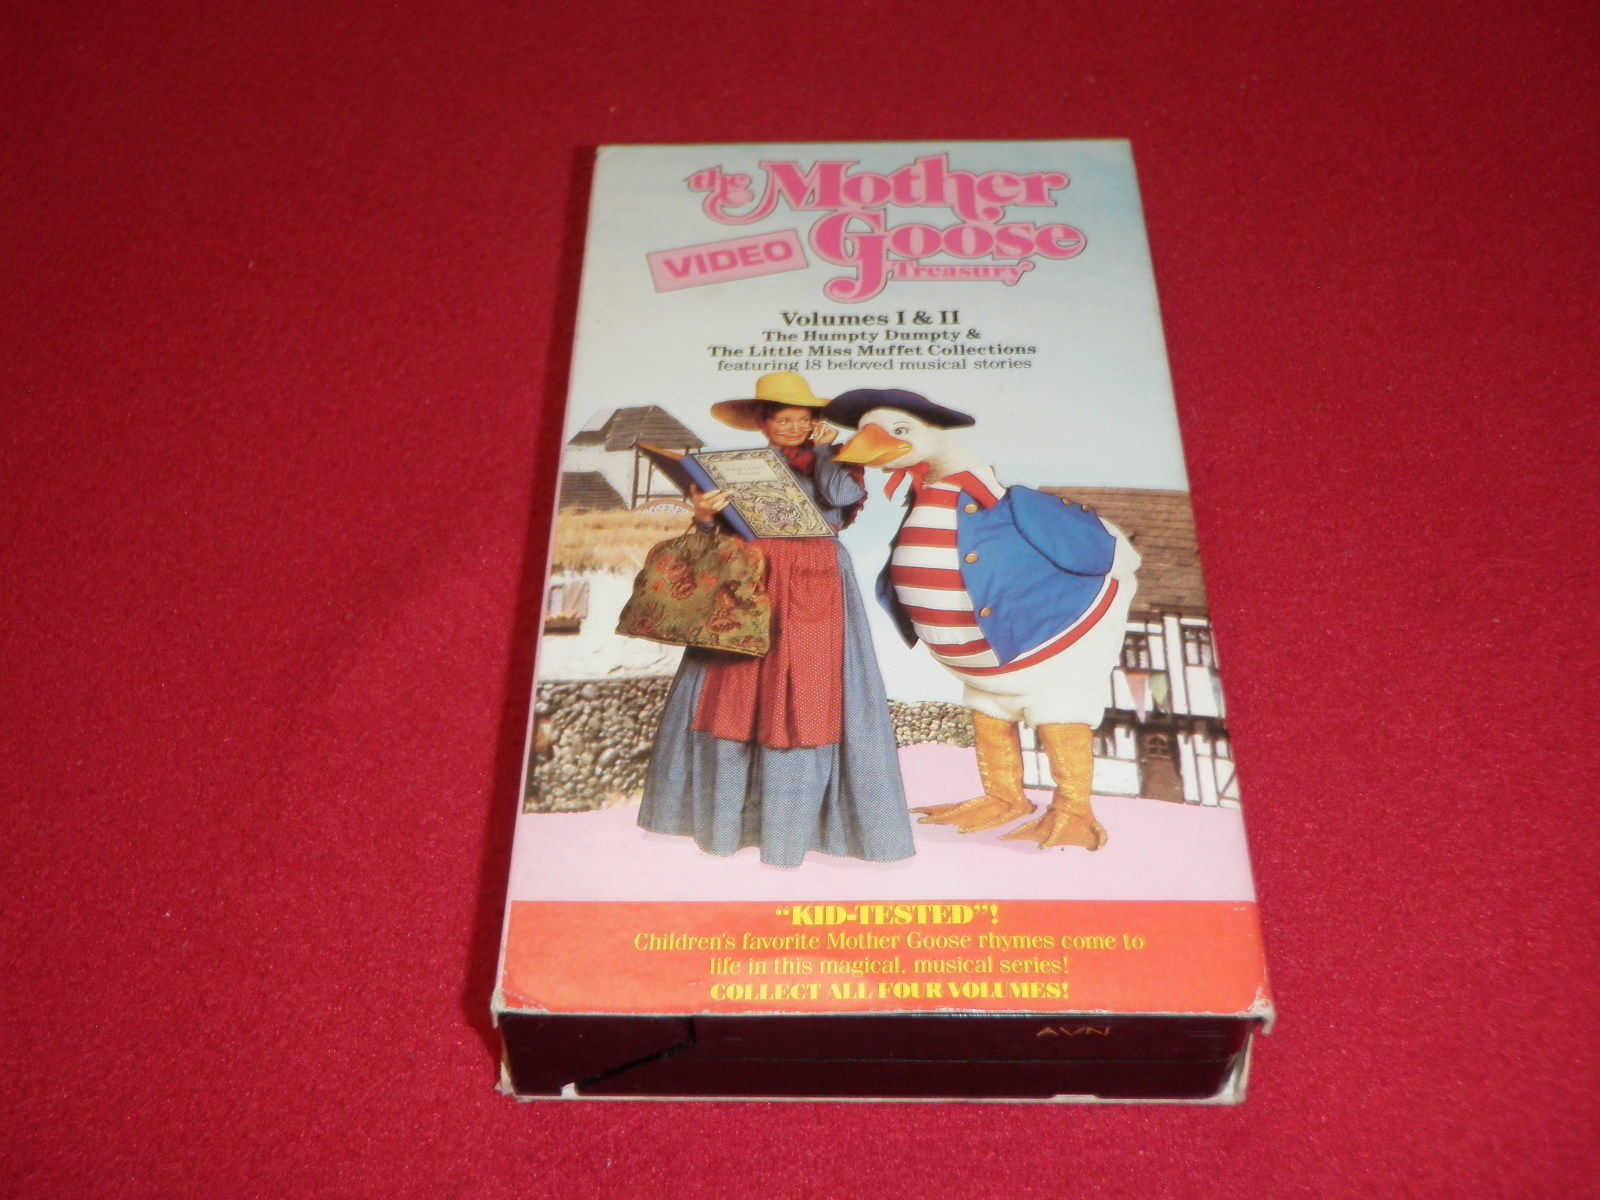 the Mother
VIDEO Goose
Treasury
Volumes I & II
The Humpty Dumpty &
The Little Miss Muffet Collections
featuring 18 beloved musical stories
"KID-TESTED"!
Children's favorite Mother Goose rhymes come to
life in this magical, musical series!
COLLECT ALL FOUR VOLUMES!
AVN